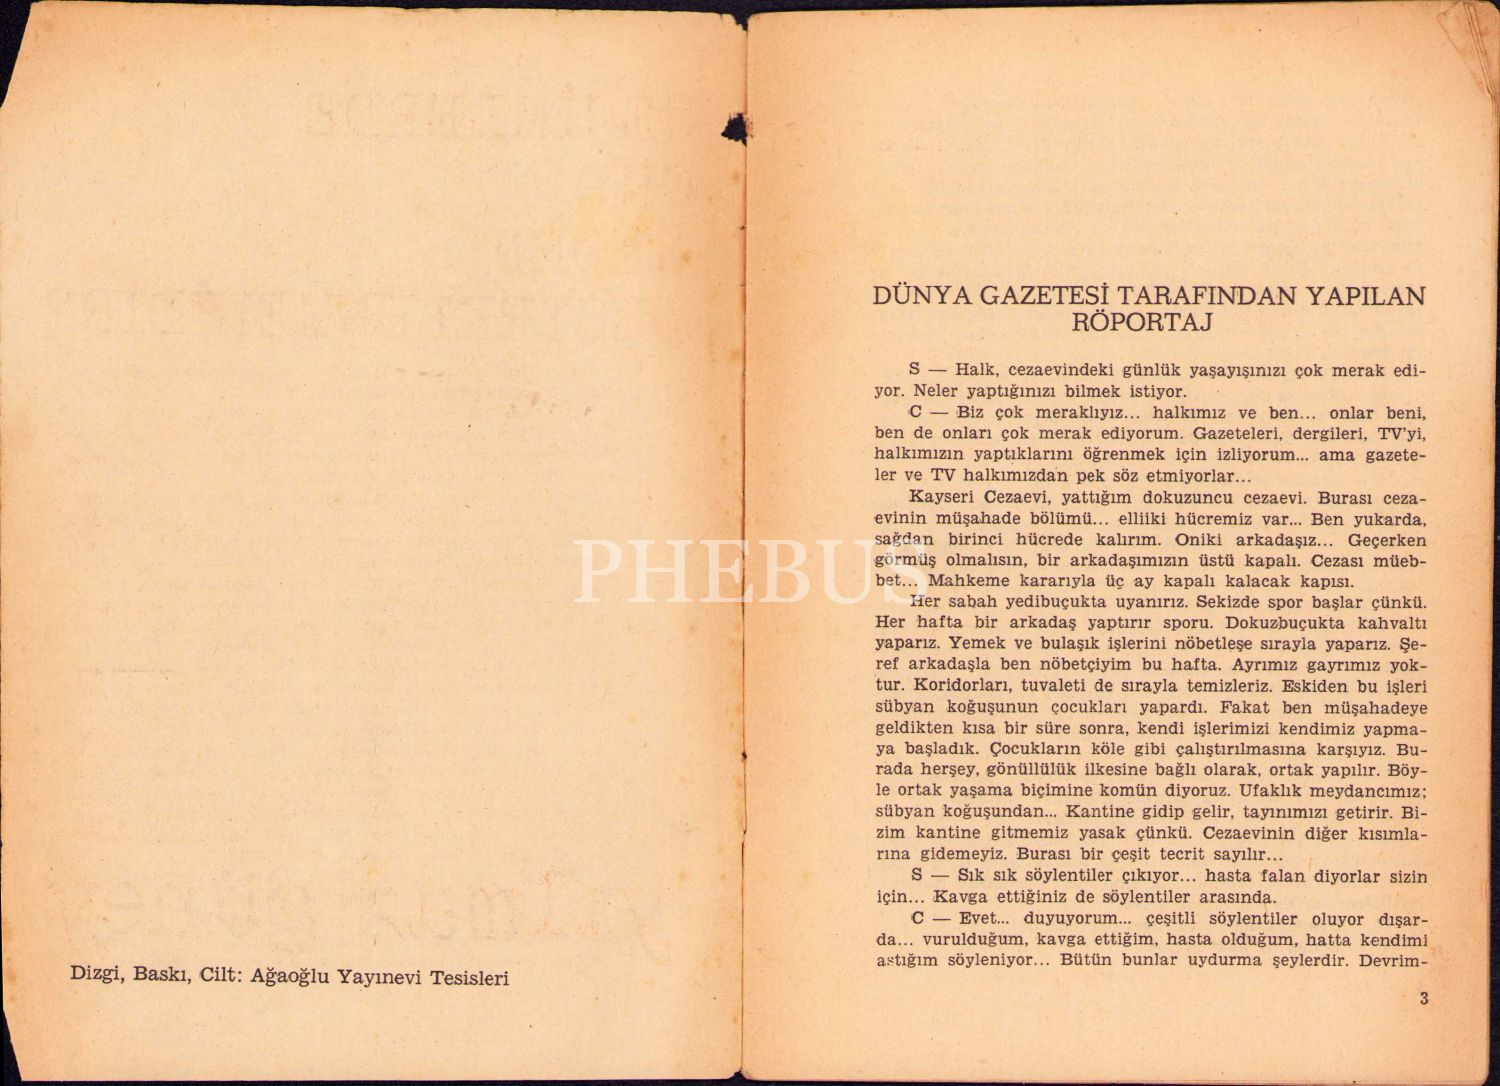 Dizgi, Baskı, Cilt: Ağaoğlu Yayınevi Tesisleri
DÜNYA GAZETESİ TARAFINDAN YAPILAN
RÖPORTAJ
S — Halk, cezaevindeki günlük yaşayışınızı çok merak edi-
yor. Neler yaptığınızı bilmek istiyor.
C — Biz çok meraklıyız... halkımız ve ben... onlar beni,
ben de onları çok merak ediyorum. Gazeteleri, dergileri, TV'yi,
halkımızın yaptıklarını öğrenmek için izliyorum... ama gazete-
ler ve TV halkımızdan pek söz etmiyorlar...
Kayseri Cezaevi, yattığım dokuzuncu cezaevi. Burası ceza-
evinin müşahade bölümü... elliiki hücremiz var... Ben yukarda,
sağdan birinci hücrede kalırım. Oniki arkadaşız... Geçerken
görmüş olmalısın, bir arkadaşımızın üstü kapalı. Cezası müeb-
bet... Mahkeme kararıyla üç ay kapalı kalacak kapısı.
Her sabah yedibuçukta uyanırız. Sekizde spor başlar çünkü.
Her hafta bir arkadaş yaptırır sporu. Dokuzbuçukta kahvaltı
yaparız. Yemek ve bulaşık işlerini nöbetleşe sırayla yaparız. Şe-
ref arkadaşla ben nöbetçiyim bu hafta. Ayrımız gayrımız yok-
tur. Koridorları, tuvaleti de sırayla temizleriz. Eskiden bu işleri
sübyan koğuşunun çocukları yapardı. Fakat ben müşahadeye
geldikten kısa bir süre sonra, kendi işlerimizi kendimiz yapma-
ya başladık. Çocukların köle gibi çalıştırılmasına karşıyız. Bu-
rada herşey, gönüllülük ilkesine bağlı olarak, ortak yapılır. Böy-
le ortak yaşama biçimine komün diyoruz. Ufaklık meydancımız;
sübyan koğuşundan... Kantine gidip gelir, tayınımızı getirir. Bi-
zim kantine gitmemiz yasak çünkü. Cezaevinin diğer kısımla-
rına gidemeyiz. Burası bir çeşit tecrit sayılır...
S — Sık sık söylentiler çıkıyor... hasta falan diyorlar sizin
için... Kavga ettiğiniz de söylentiler arasında.
C — Evet... duyuyorum... çeşitli söylentiler oluyor dışar-
da... vurulduğum, kavga ettiğim, hasta olduğum, hatta kendimi
astığım söyleniyor... Bütün bunlar uydurma şeylerdir. Devrim-
3
PHEBUS